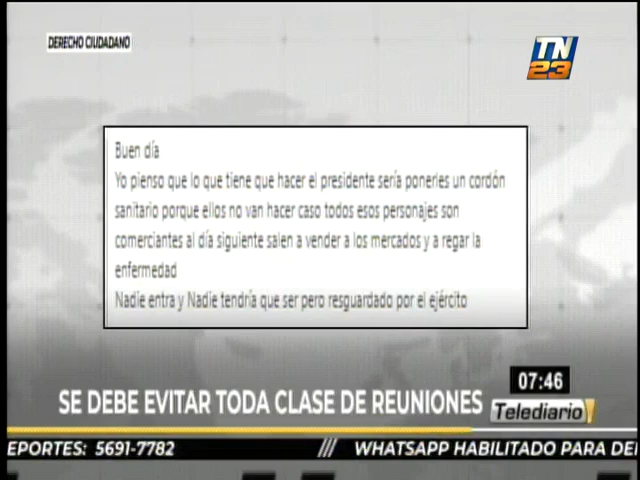 DERECHO CIUDADANO
TN
23
Buen día
Yo pienso que lo que tiene que hacer el presidente sería ponerles un cordón
sanitario porque ellos no van hacer caso todos esos personajes son
comerciantes al día siguiente salen a vender a los mercados y a regar la
enfermedad
Nadie entra y Nadie tendría que ser pero resguardado por el ejército
07:46
SE DEBE EVITAR TODA CLASE DE REUNIONES
Telediario
EPORTES: 5691-7782 /// WHATSAPP HABILITADO PARA DE